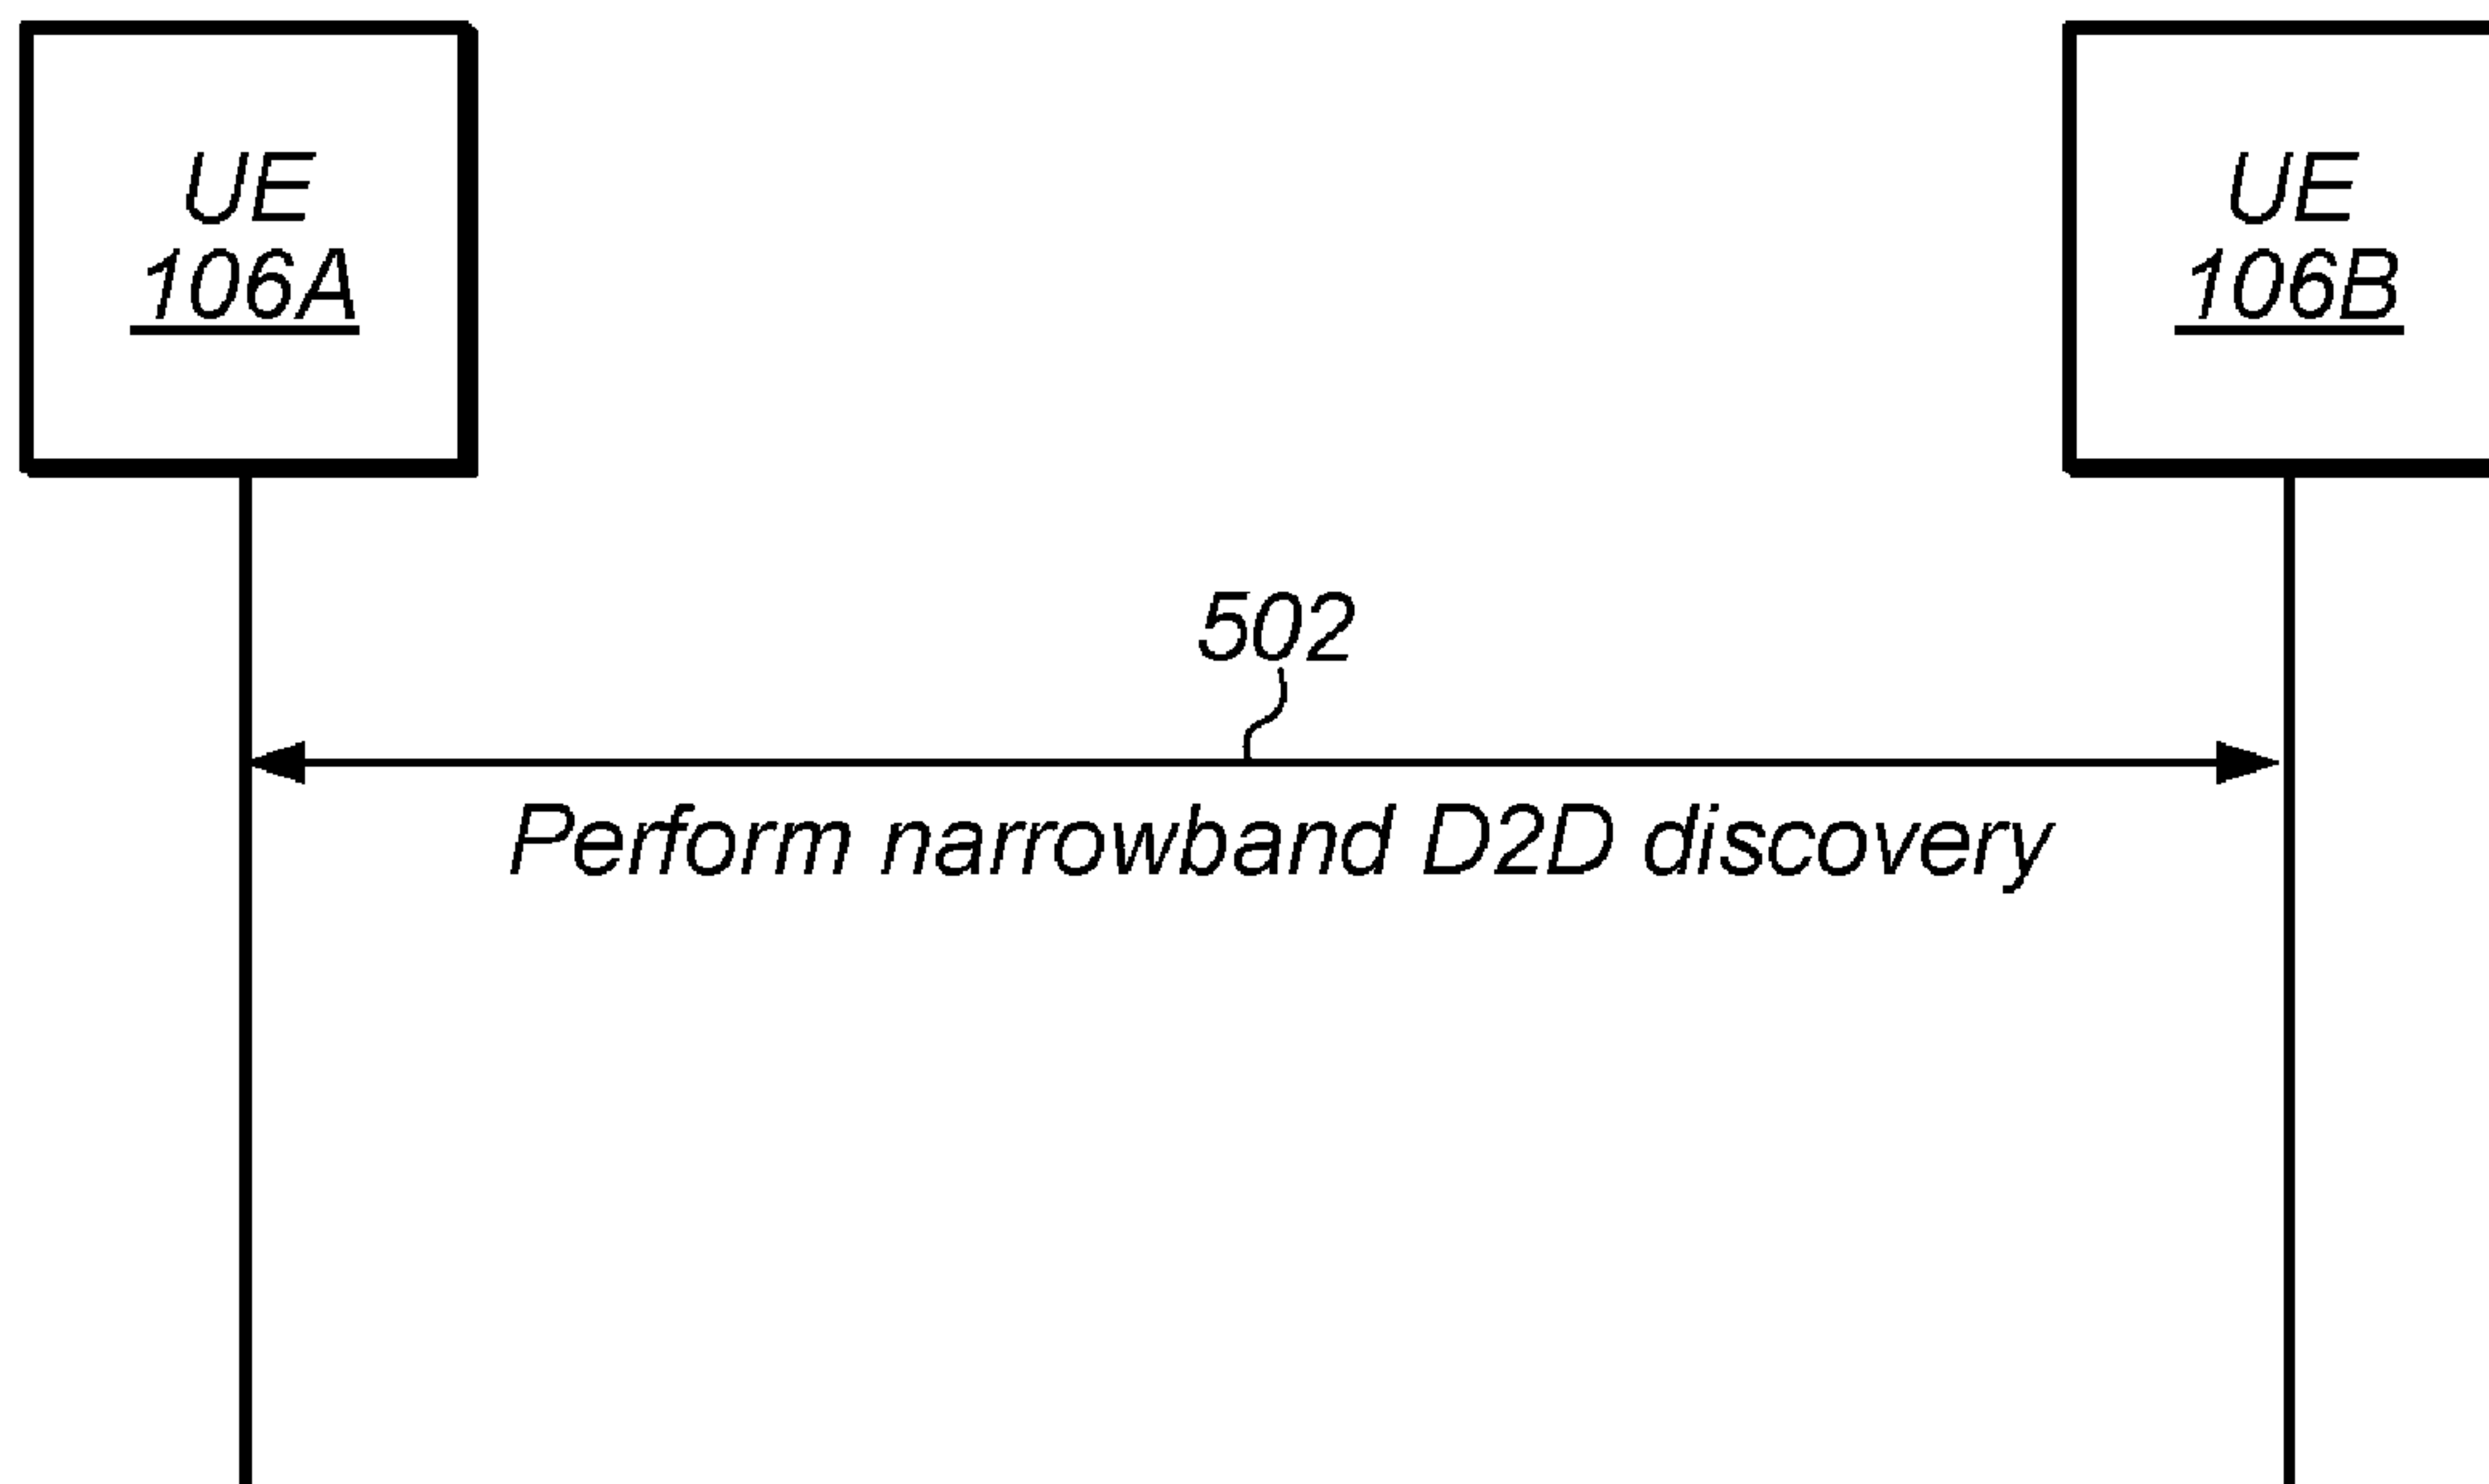 UE
106A
UE
106B
502
Perform narrowband D2D discovery